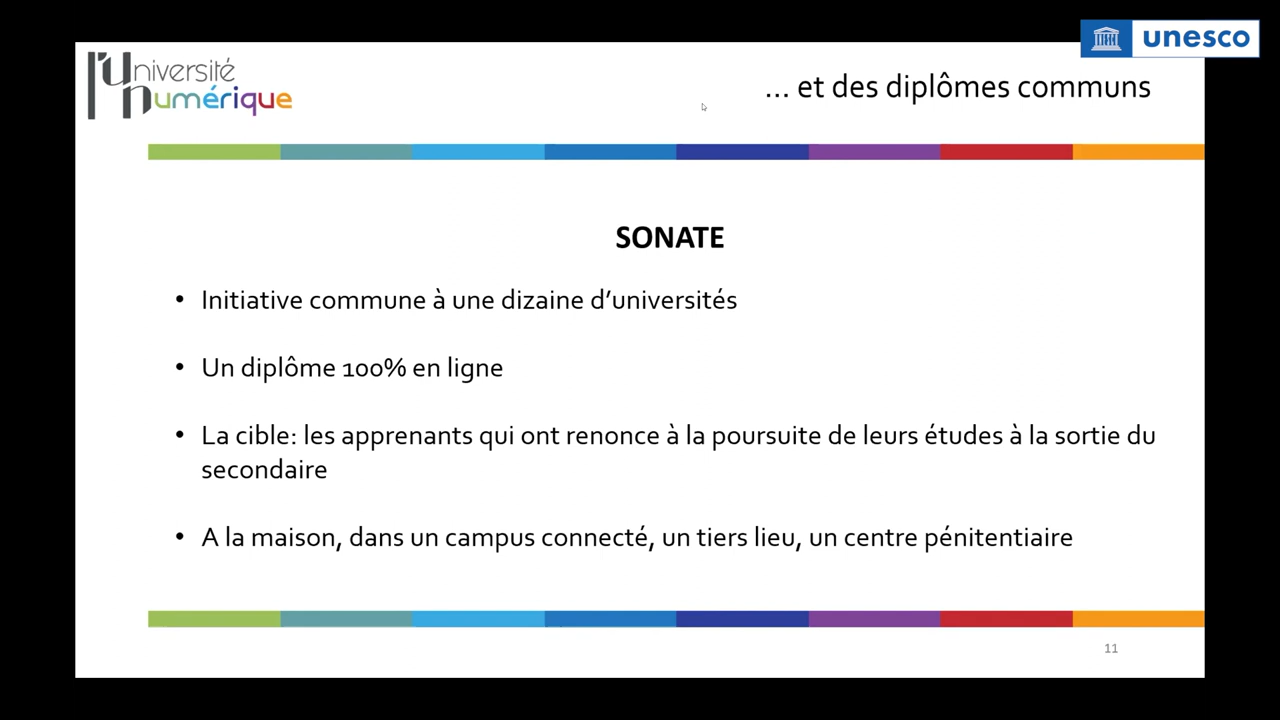 unesco
l'Université
numérique
... et des diplômes communs
SONATE
• Initiative commune à une dizaine d'universités
• Un diplôme 100% en ligne
• La cible: les apprenants qui ont renonce à la poursuite de leurs études à la sortie du
secondaire
• A la maison, dans un campus connecté, un tiers lieu, un centre pénitentiaire
11